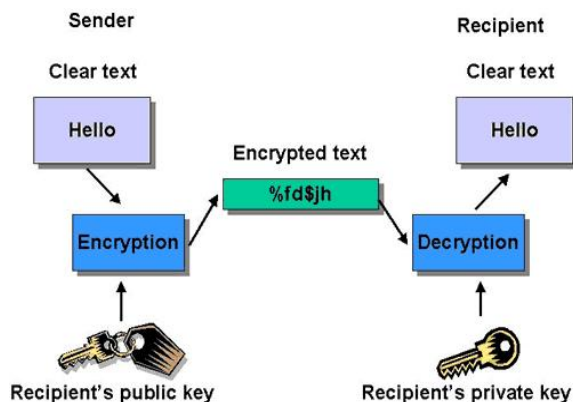 Sender
Recipient
Clear text
Clear text
Hello
Hello
Encrypted text
%fd$jh
Encryption
Decryption
Recipient's public key
Recipient's private key